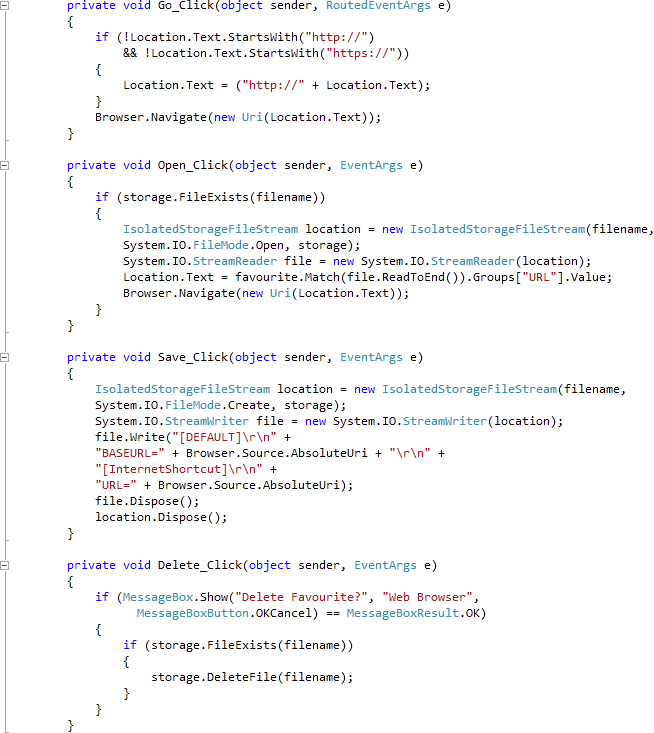 private void Go_Click(object sender, RoutedEventArgs e)
{
if (!Location.Text.StartsWith("http://")
&& !Location.Text.StartsWith("https://"))
{
Location.Text = ("http://" + Location.Text);
}
Browser.Navigate(new Uri(Location.Text));
}
private void Open_Click(object sender, EventArgs e)
{
if (storage.FileExists(filename))
{
IsolatedStorageFileStream location = new IsolatedStorageFileStream(filename,
System.IO.FileMode.Open, storage);
System.IO.StreamReader file = new System.IO.StreamReader(location);
Location.Text = favourite.Match(file.ReadToEnd()).Groups["URL"].Value;
Browser.Navigate(new Uri(Location.Text));
}
}
private void Save_Click(object sender, EventArgs e)
{
IsolatedStorageFileStream location = new IsolatedStorageFileStream(filename,
System.IO.FileMode.Create, storage);
System.IO.StreamWriter file = new System.IO.StreamWriter(location);
file.Write("[DEFAULT]\r\n" +
"BASEURL=" + Browser.Source.AbsoluteUri + "\r\n" +
"[InternetShortcut]\r\n" +
"URL=" + Browser.Source.AbsoluteUri);
file.Dispose();
location.Dispose();
}
private void Delete_Click(object sender, EventArgs e)
{
if (MessageBox.Show("Delete Favourite?", "Web Browser",
MessageBoxButton.OKCancel) == MessageBoxResult.OK)
{
if (storage.FileExists(filename))
{
storage.DeleteFile(filename);
}
}
}